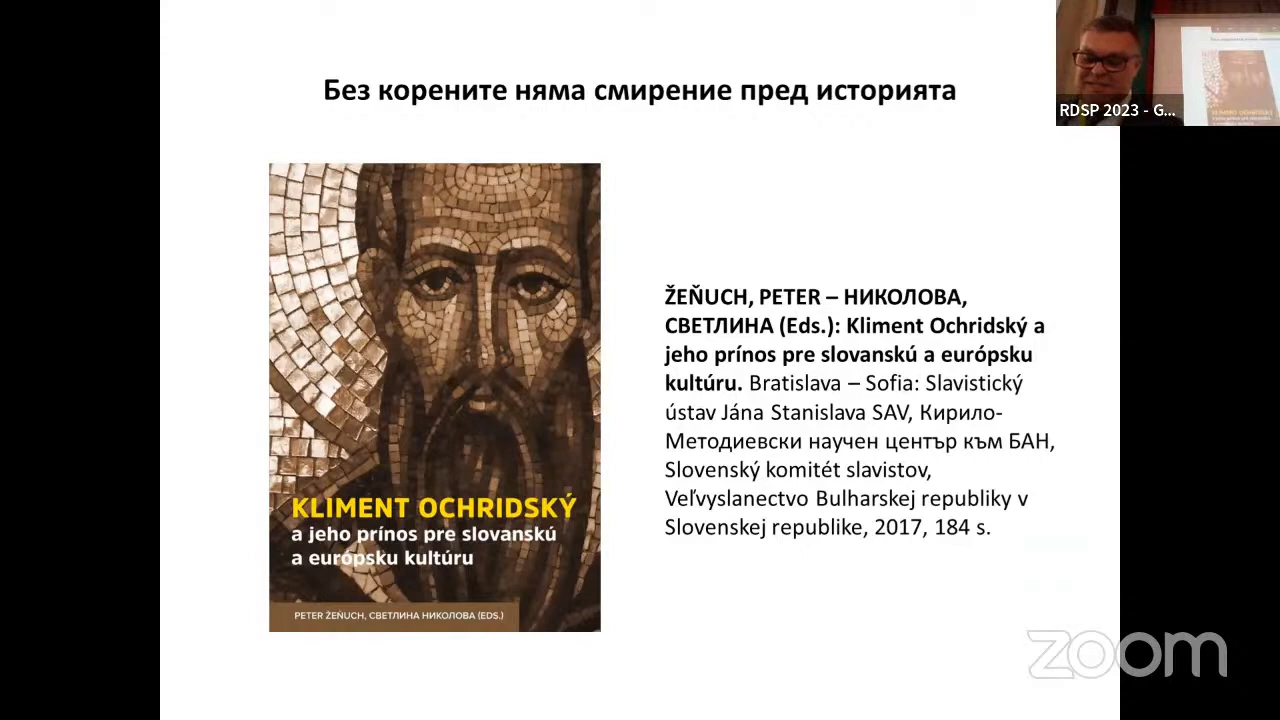 Без корените няма смирение пред историята
RDSP 2023 - G...
KLIMENT OCHRIDSKÝ
a jeho prínos pre slovanskú
a európsku kultúru
PETER ŽEŇUCH, СВЕТЛИНА НИКОЛОВА (EDS.)
ŽEŇUCH, PETER – НИКОЛОВА,
СВЕТЛИНА (Eds.): Kliment Ochridský a
jeho prínos pre slovanskú a európsku
kultúru. Bratislava – Sofia: Slavistický
ústav Jána Stanislava SAV, Кирило-
Методиевски научен център към БАН,
Slovenský komitét slavistov,
Veľvyslanectvo Bulharskej republiky v
Slovenskej republike, 2017, 184 s.
zoom